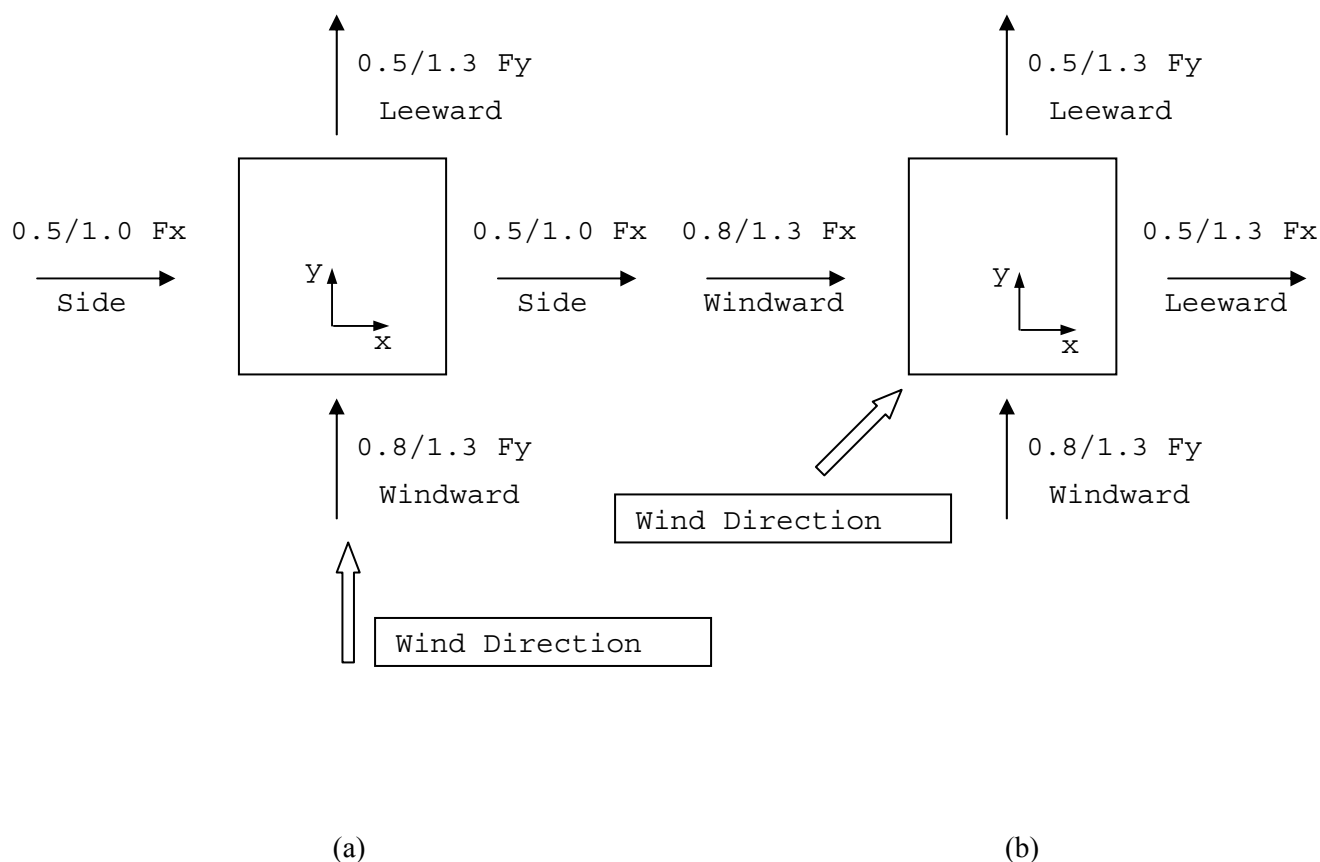 0.5/1.3 Fy
Leeward
0.5/1.0 Fx
Side
0.5/1.0 Fx
Side
y
x
0.8/1.3 Fy
Windward
Wind Direction
(a)
0.5/1.3 Fy
Leeward
0.8/1.3 Fx
Windward
0.5/1.3 Fx
Leeward
y
x
0.8/1.3 Fy
Windward
Wind Direction
(b)